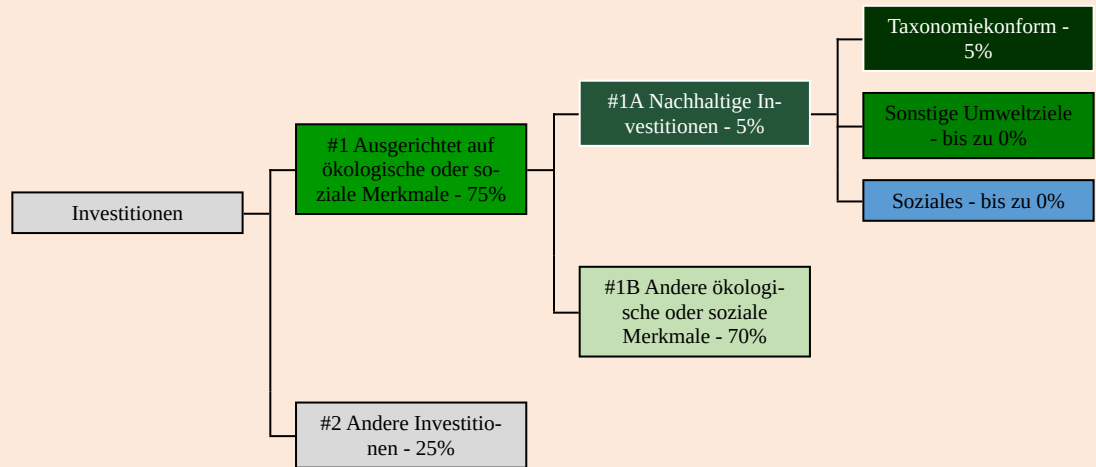 Investitionen
#1 Ausgerichtet auf
ökologische oder so-
ziale Merkmale - 75%
#2 Andere Investitio-
nen - 25%
#1A Nachhaltige In-
vestitionen - 5%
#1B Andere ökologi-
sche oder soziale
Merkmale - 70%
Taxonomiekonform -
5%
Sonstige Umweltziele
- bis zu 0%
Soziales - bis zu 0%